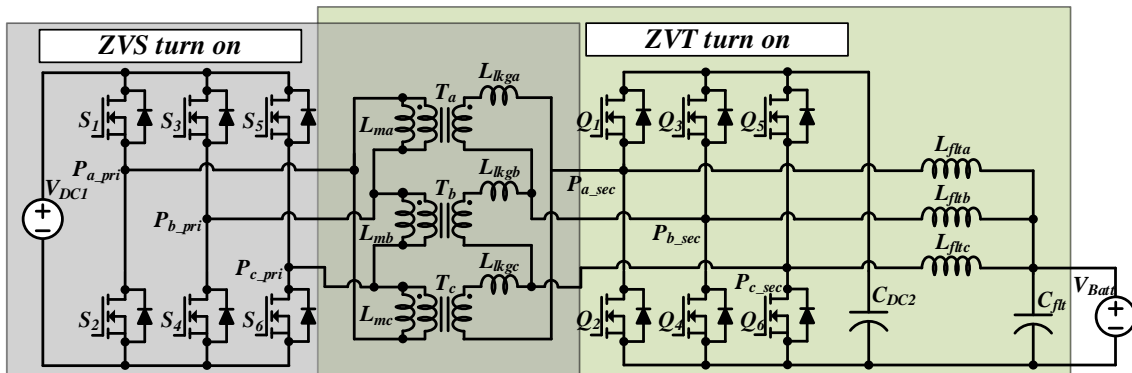 ZVS turn on
ZVT turn on
S1
S3
S5
Lma
Ta
Llkga
Q1
Q3
Q5
VDC1
Pa_pri
Pb_pri
Pc_pri
Lmb
Tb
Llkgb
Pa_sec
Pb_sec
Pc_sec
Lflta
Lfltb
Lfltc
S2
S4
S6
Lmc
Tc
Llkgc
Q2
Q4
Q6
CDC2
Cflt
VBatt